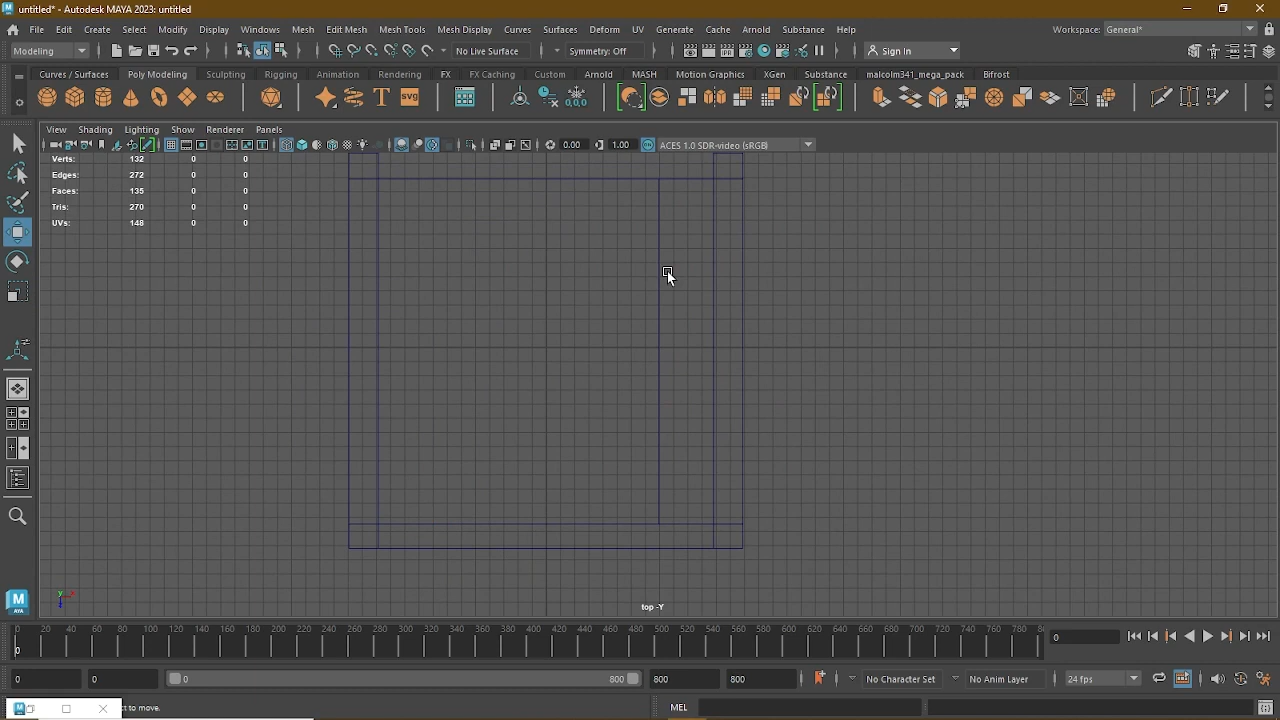 untitled* - Autodesk MAYA 2023: untitled
File Edit Create Select Modify Display Windows Mesh Edit Mesh Mesh Tools Mesh Display Curves Surfaces Deform UV Generate Cache Arnold Substance Help
Workspace: General*
Modeling
No Live Surface
Symmetry: Off
Sign In
Curves / Surfaces Poly Modeling Sculpting Rigging Animation Rendering FX FX Caching Custom Arnold MASH Motion Graphics XGen Substance malcolm341_mega_pack Bifrost
View Shading Lighting Show Renderer Panels
0.00 1.00 ACES 1.0 SDR-video (sRGB)
Verts: 132 0 0
Edges: 272 0 0
Faces: 135 0 0
Tris: 270 0 0
UVs: 148 0 0
top -Y
0 20 40 60 80 100 120 140 160 180 200 220 240 260 280 300 320 340 360 380 400 420 440 460 480 500 520 540 560 580 600 620 640 660 680 700 720 740 760 780
0
0
0 0 0 800 800 800 No Character Set No Anim Layer 24 fps
ct to move.
MEL